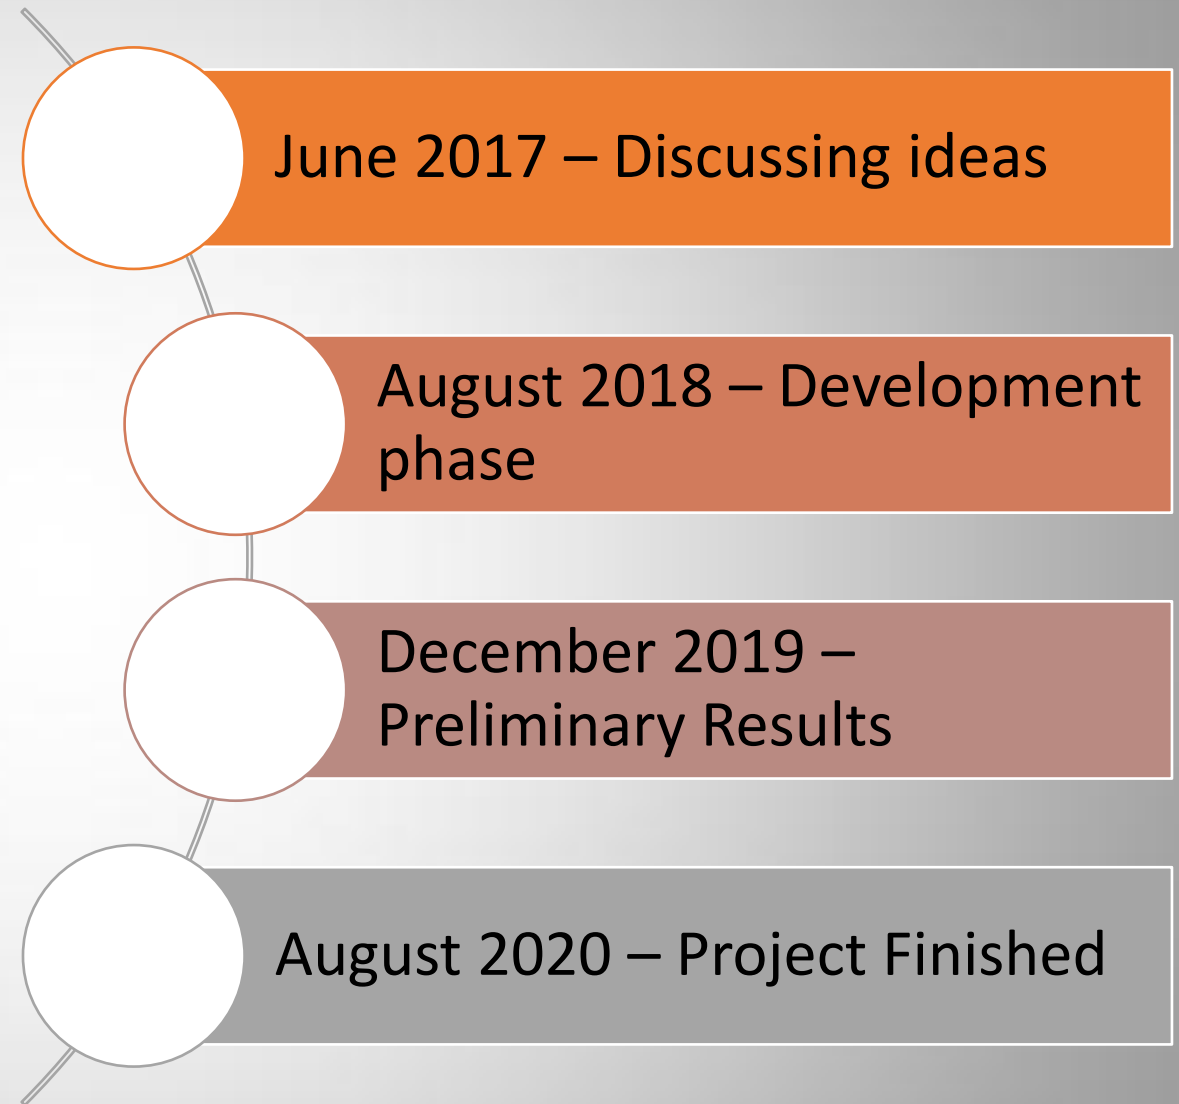 June 2017 – Discussing ideas
August 2018 – Development
phase
December 2019 –
Preliminary Results
August 2020 – Project Finished